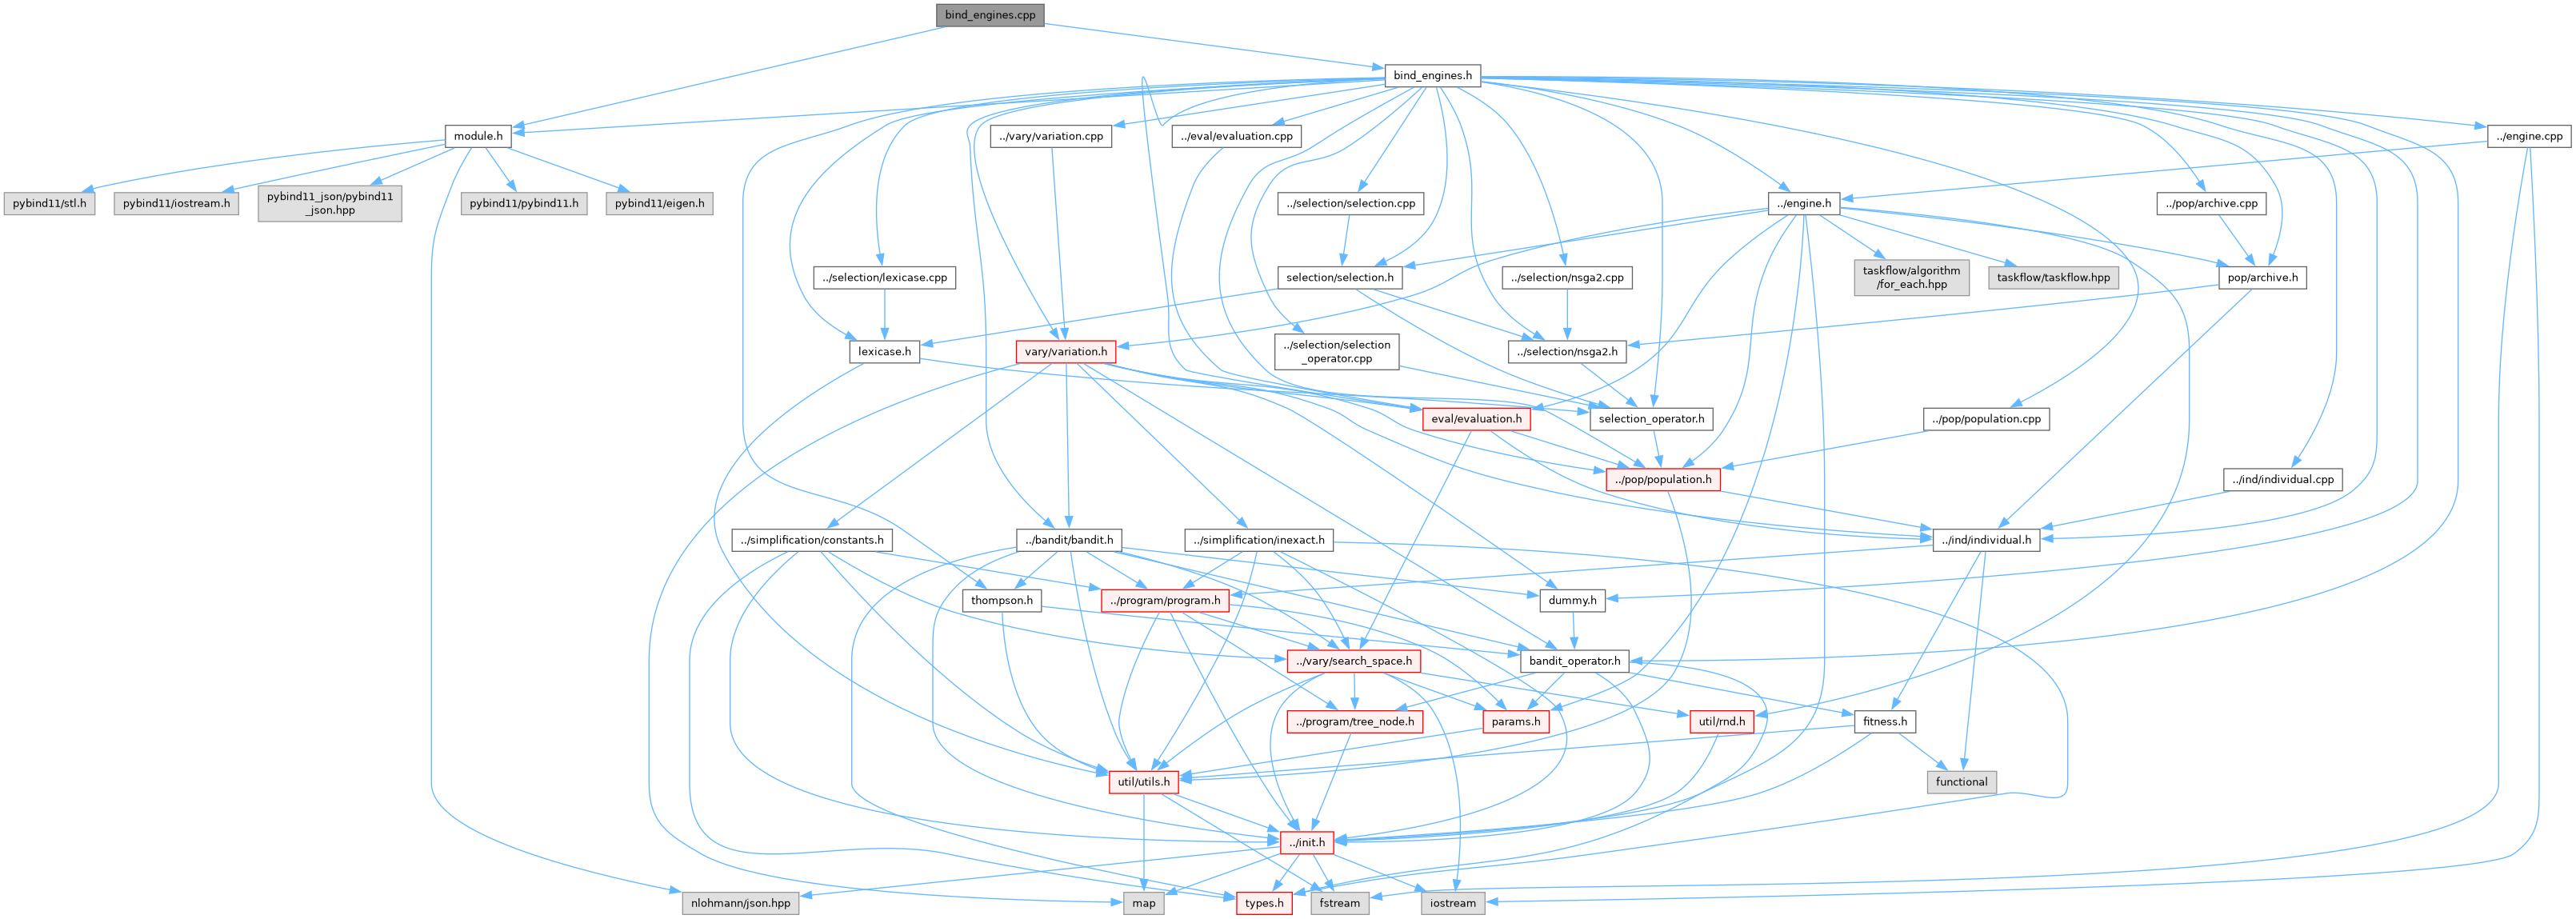 bind_engines.cpp
bind_engines.h
module.h
../vary/variation.cpp
../eval/evaluation.cpp
../engine.cpp
pybind11/stl.h
pybind11/iostream.h
pybind11_json/pybind11
_json.hpp
pybind11/pybind11.h
pybind11/eigen.h
../selection/selection.cpp
../engine.h
../pop/archive.cpp
../selection/lexicase.cpp
selection/selection.h
../selection/nsga2.cpp
taskflow/algorithm
/for_each.hpp
taskflow/taskflow.hpp
pop/archive.h
lexicase.h
vary/variation.h
../selection/selection
_operator.cpp
../selection/nsga2.h
eval/evaluation.h
selection_operator.h
../pop/population.cpp
../pop/population.h
../ind/individual.cpp
../simplification/constants.h
../bandit/bandit.h
../simplification/inexact.h
../ind/individual.h
thompson.h
../program/program.h
dummy.h
../vary/search_space.h
bandit_operator.h
../program/tree_node.h
params.h
util/rnd.h
fitness.h
util/utils.h
functional
../init.h
nlohmann/json.hpp
map
types.h
fstream
iostream